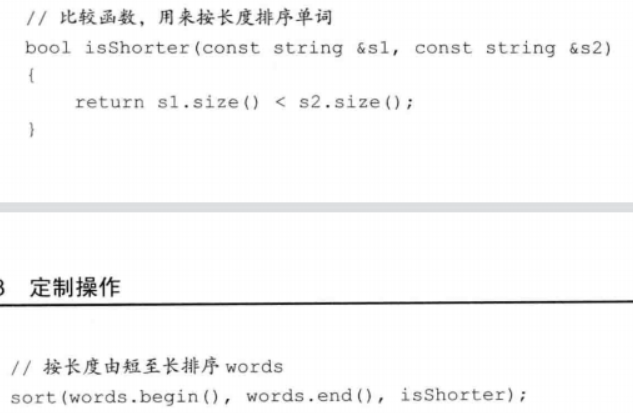 // 比较函数，用来按长度排序单词
bool isShorter(const string &s1, const string &s2)
{
    return s1.size() < s2.size();
}
3 定制操作
// 按长度由短至长排序 words
sort(words.begin(), words.end(), isShorter);